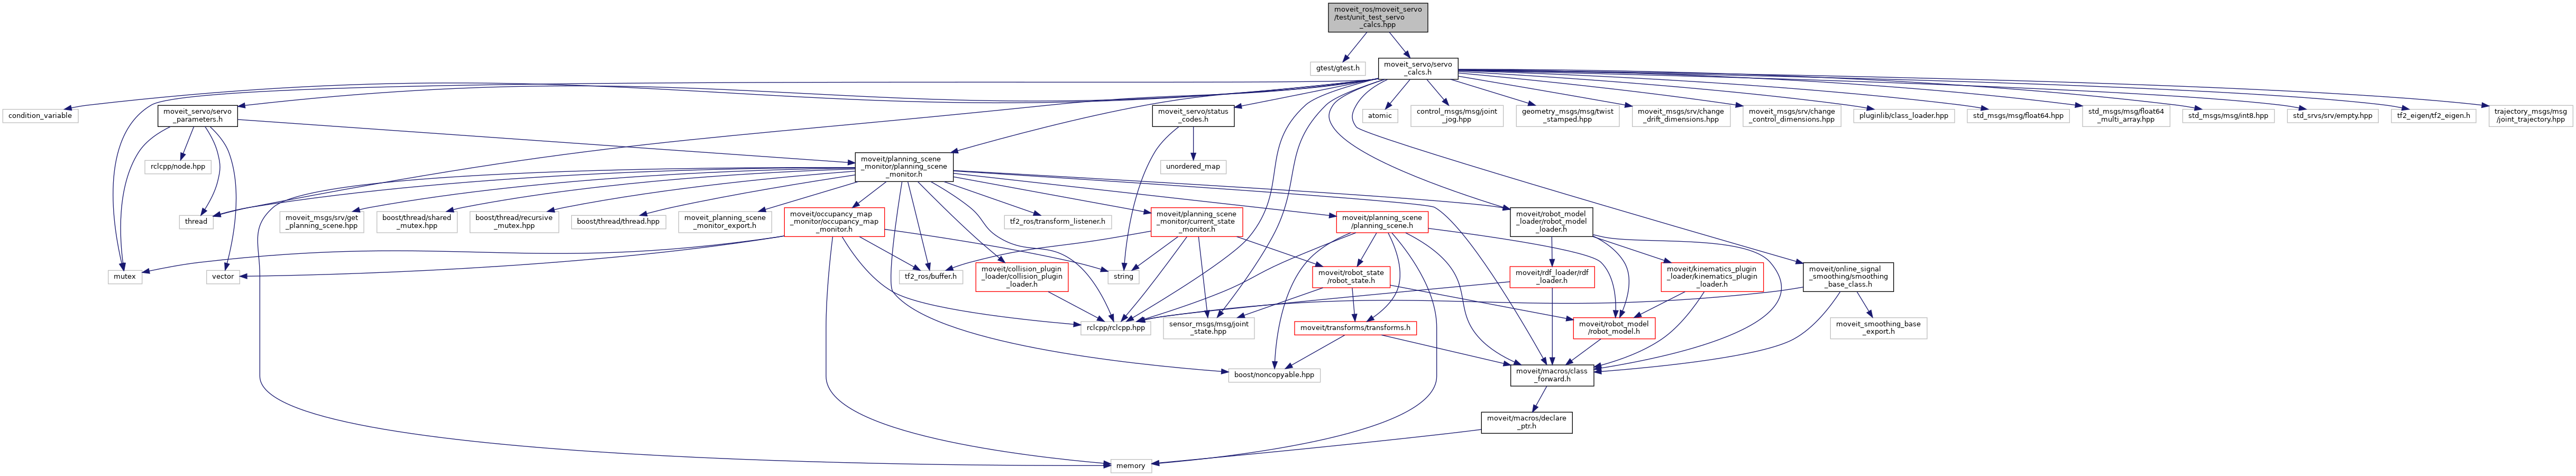 moveit_ros/moveit_servo
/test/unit_test_servo
_calcs.hpp
gtest/gtest.h
moveit_servo/servo
_calcs.h
condition_variable
moveit_servo/servo
_parameters.h
moveit_servo/status
_codes.h
atomic
control_msgs/msg/joint
_jog.hpp
geometry_msgs/msg/twist
_stamped.hpp
moveit_msgs/srv/change
_drift_dimensions.hpp
moveit_msgs/srv/change
_control_dimensions.hpp
pluginlib/class_loader.hpp
std_msgs/msg/float64.hpp
std_msgs/msg/float64
_multi_array.hpp
std_msgs/msg/int8.hpp
std_srvs/srv/empty.hpp
tf2_eigen/tf2_eigen.h
trajectory_msgs/msg
/joint_trajectory.hpp
rclcpp/node.hpp
moveit/planning_scene
_monitor/planning_scene
_monitor.h
unordered_map
thread
moveit_msgs/srv/get
_planning_scene.hpp
boost/thread/shared
_mutex.hpp
boost/thread/recursive
_mutex.hpp
boost/thread/thread.hpp
moveit_planning_scene
_monitor_export.h
moveit/occupancy_map
_monitor/occupancy_map
_monitor.h
tf2_ros/transform_listener.h
moveit/planning_scene
_monitor/current_state
_monitor.h
moveit/planning_scene
/planning_scene.h
moveit/robot_model
_loader/robot_model
_loader.h
mutex
vector
tf2_ros/buffer.h
moveit/collision_plugin
_loader/collision_plugin
_loader.h
string
moveit/robot_state
/robot_state.h
moveit/rdf_loader/rdf
_loader.h
moveit/kinematics_plugin
_loader/kinematics_plugin
_loader.h
moveit/online_signal
_smoothing/smoothing
_base_class.h
rclcpp/rclcpp.hpp
sensor_msgs/msg/joint
_state.hpp
moveit/transforms/transforms.h
moveit/robot_model
/robot_model.h
moveit_smoothing_base
_export.h
boost/noncopyable.hpp
moveit/macros/class
_forward.h
moveit/macros/declare
_ptr.h
memory